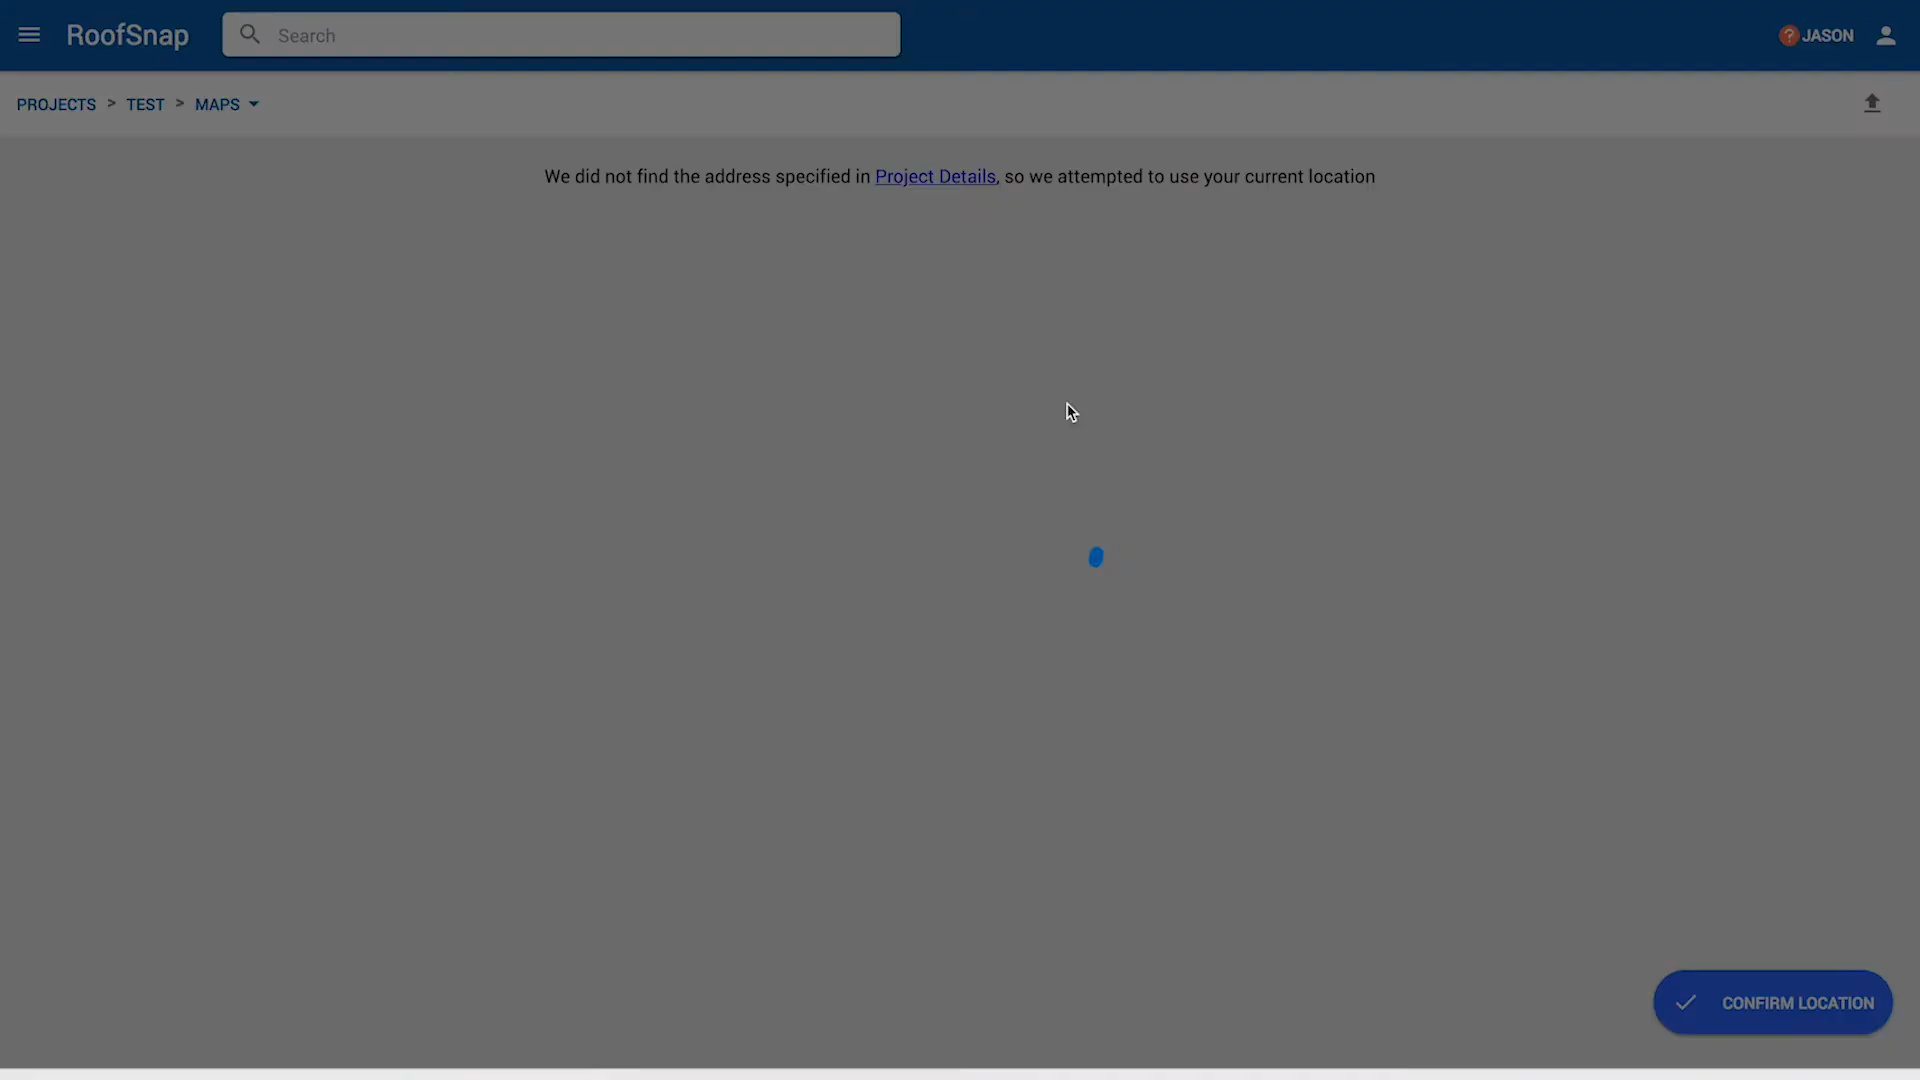 RoofSnap
Search
? JASON
PROJECTS > TEST > MAPS
We did not find the address specified in Project Details, so we attempted to use your current location
CONFIRM LOCATION